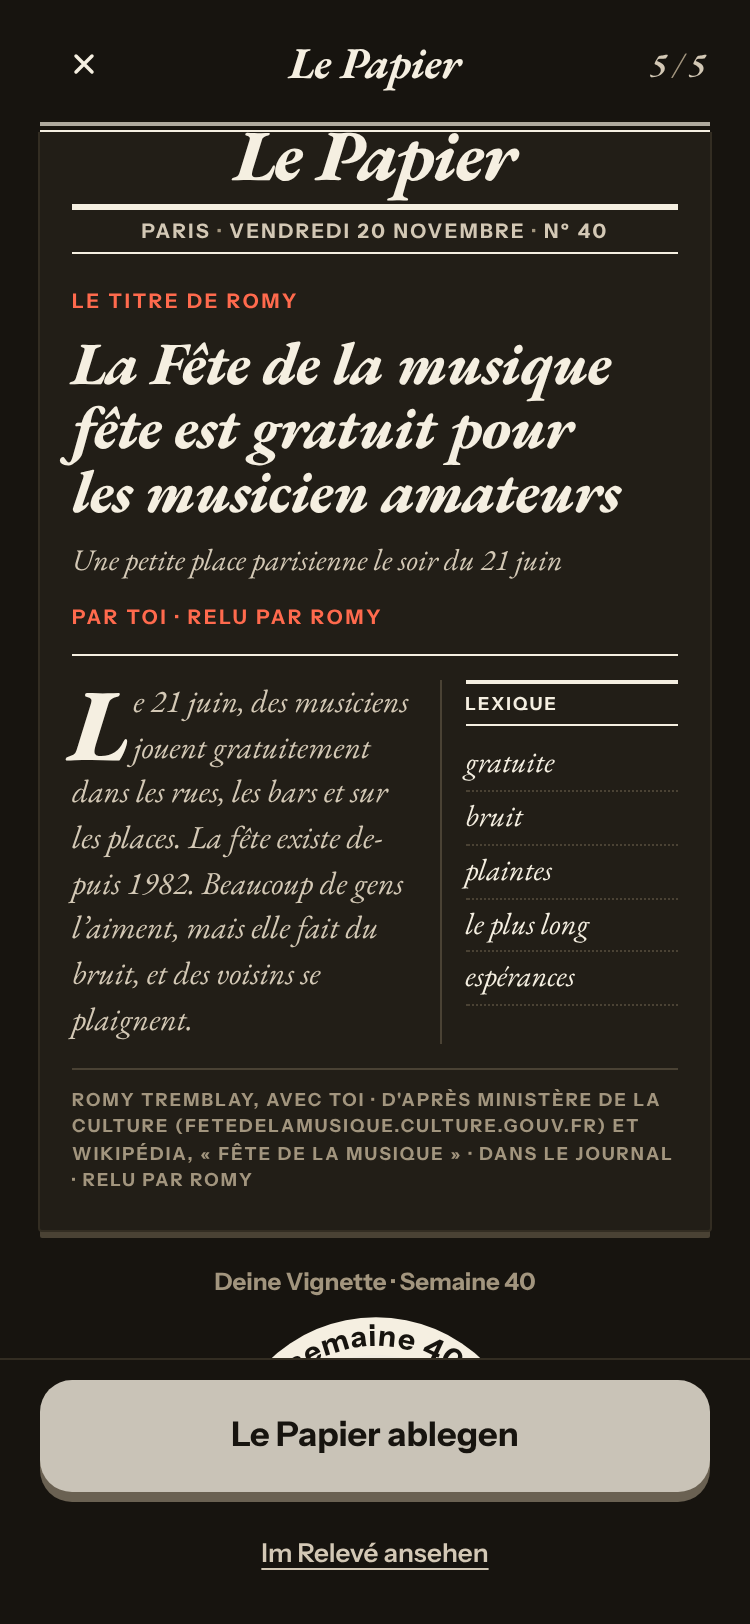 Le Papier
5 / 5
Le Papier
PARIS · VENDREDI 20 NOVEMBRE · N° 40
LE TITRE DE ROMY
La Fête de la musique
fête est gratuit pour
les musicien amateurs
Une petite place parisienne le soir du 21 juin
PAR TOI · RELU PAR ROMY
Le 21 juin, des musiciens
jouent gratuitement
dans les rues, les bars et sur
les places. La fête existe de-
puis 1982. Beaucoup de gens
l’aiment, mais elle fait du
bruit, et des voisins se
plaignent.
LEXIQUE
gratuite
bruit
plaintes
le plus long
espérances
ROMY TREMBLAY, AVEC TOI · D'APRÈS MINISTÈRE DE LA
CULTURE (FETEDELAMUSIQUE.CULTURE.GOUV.FR) ET
WIKIPÉDIA, « FÊTE DE LA MUSIQUE » · DANS LE JOURNAL
· RELU PAR ROMY
Deine Vignette · Semaine 40
semaine 40
Le Papier ablegen
Im Relevé ansehen